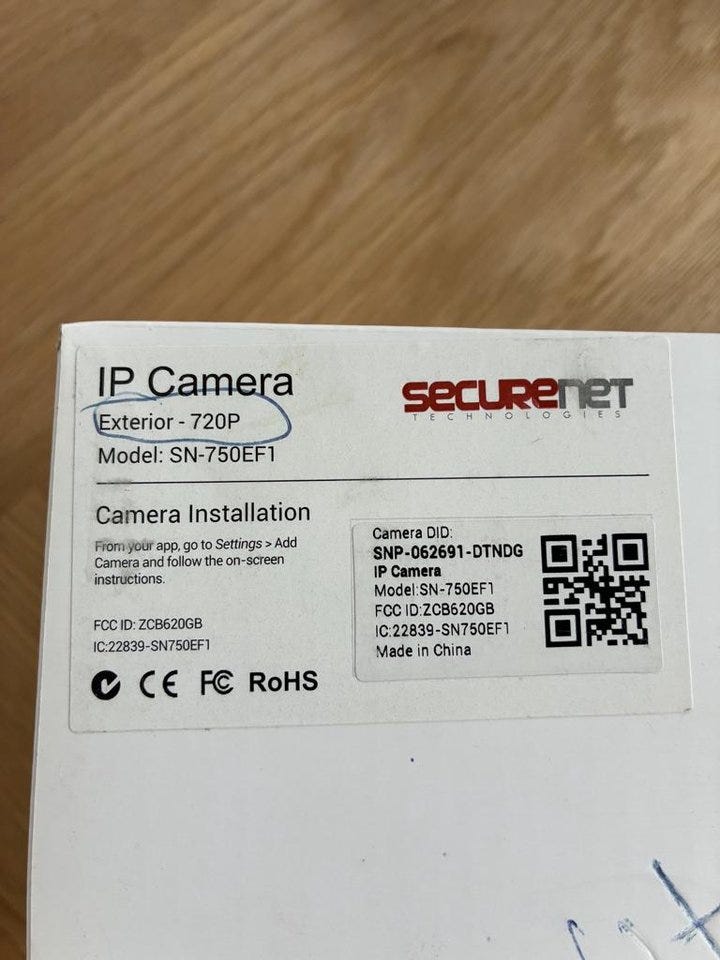 IP Camera
Exterior - 720P
Model: SN-750EF1
securenet
TECHNOLOGIES
Camera Installation
From your app, go to Settings > Add
Camera and follow the on-screen
instructions.
FCC ID: ZCB620GB
IC:22839-SN750EF1
CE FC RoHS
Camera DID:
SNP-062691-DTNDG
IP Camera
Model:SN-750EF1
FCC ID:ZCB620GB
IC:22839-SN750EF1
Made in China